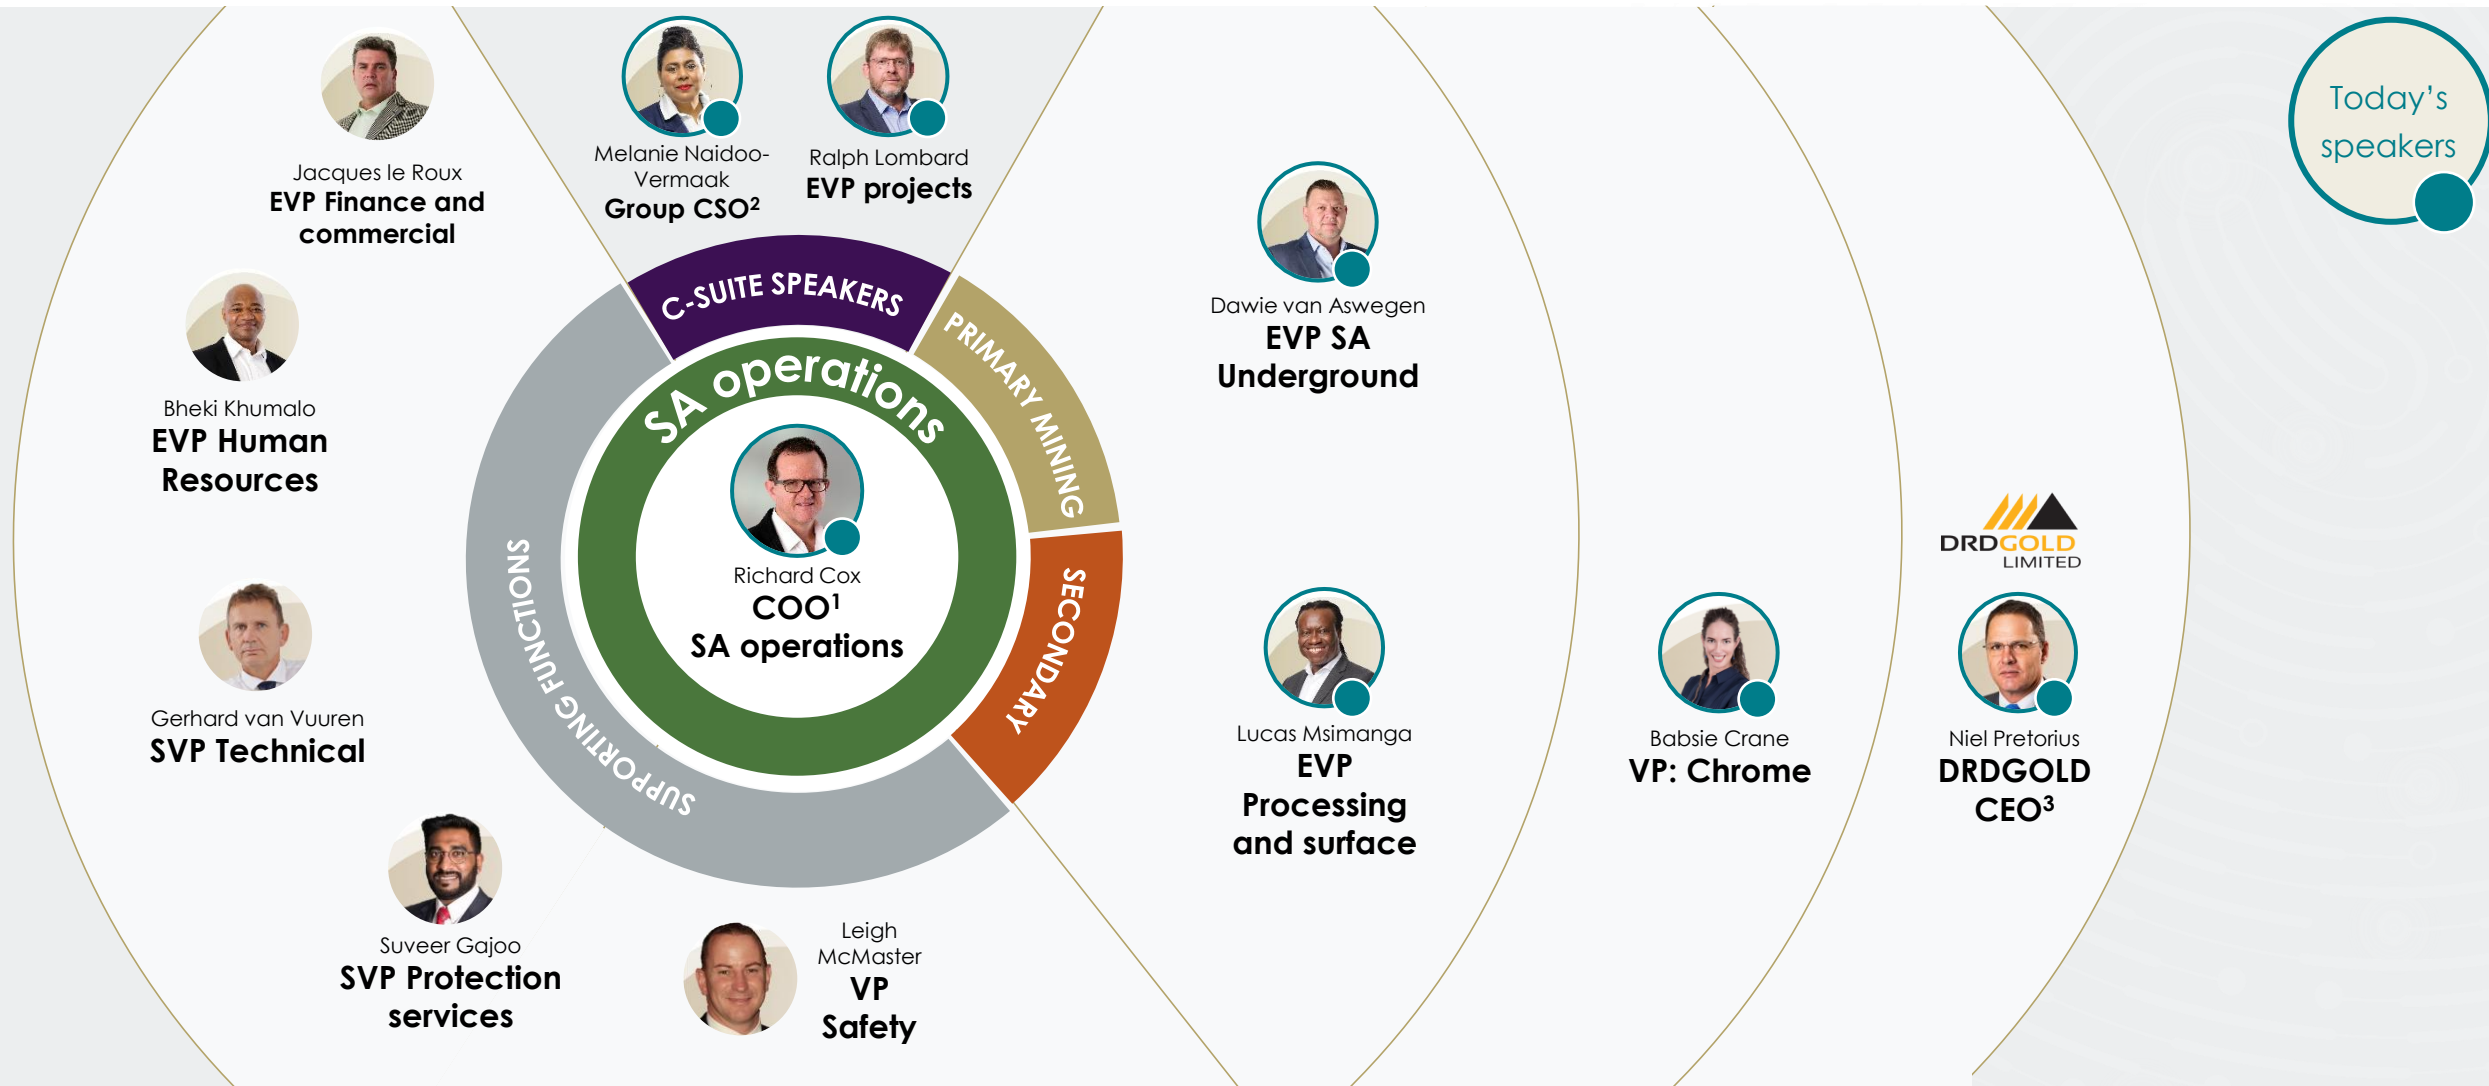 Today's
speakers
Jacques le Roux
EVP Finance and
commercial
Melanie Naidoo-
Vermaak
Group CSO²
Ralph Lombard
EVP projects
Dawie van Aswegen
EVP SA
Underground
Bheki Khumalo
EVP Human
Resources
C-SUITE SPEAKERS
PRIMARY MINING
SECONDARY
SUPPORTING FUNCTIONS
SA operations
Richard Cox
COO¹
SA operations
DRDGOLD
LIMITED
Gerhard van Vuuren
SVP Technical
Lucas Msimanga
EVP
Processing
and surface
Babsie Crane
VP: Chrome
Niel Pretorius
DRDGOLD
CEO³
Suveer Gajoo
SVP Protection
services
Leigh
McMaster
VP
Safety